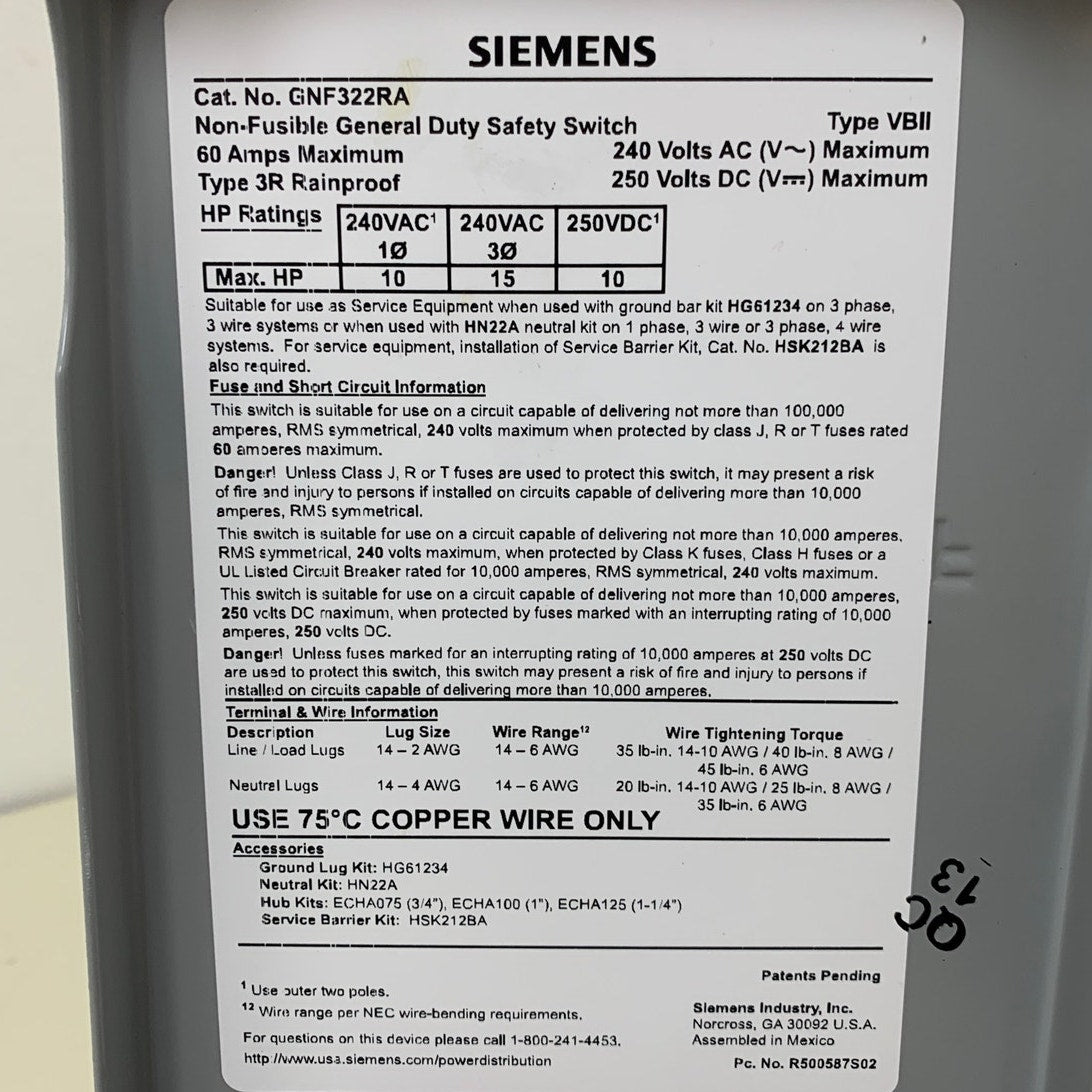 SIEMENS
Cat. No. GNF322RA
Non-Fusible General Duty Safety Switch Type VBII
60 Amps Maximum 240 Volts AC (V∼) Maximum
Type 3R Rainproof 250 Volts DC (V⎓) Maximum
HP Ratings 240VAC¹ 240VAC 250VDC¹
1Ø 3Ø
Max. HP 10 15 10
Suitable for use as Service Equipment when used with ground bar kit HG61234 on 3 phase,
3 wire systems or when used with HN22A neutral kit on 1 phase, 3 wire or 3 phase, 4 wire
systems. For service equipment, installation of Service Barrier Kit, Cat. No. HSK212BA is
also required.
Fuse and Short Circuit Information
This switch is suitable for use on a circuit capable of delivering not more than 100,000
amperes, RMS symmetrical, 240 volts maximum when protected by class J, R or T fuses rated
60 amperes maximum.
Danger! Unless Class J, R or T fuses are used to protect this switch, it may present a risk
of fire and injury to persons if installed on circuits capable of delivering more than 10,000
amperes, RMS symmetrical.
This switch is suitable for use on a circuit capable of delivering not more than 10,000 amperes,
RMS symmetrical, 240 volts maximum, when protected by Class K fuses, Class H fuses or a
UL Listed Circuit Breaker rated for 10,000 amperes, RMS symmetrical, 240 volts maximum.
This switch is suitable for use on a circuit capable of delivering not more than 10,000 amperes,
250 volts DC maximum, when protected by fuses marked with an interrupting rating of 10,000
amperes, 250 volts DC.
Danger! Unless fuses marked for an interrupting rating of 10,000 amperes at 250 volts DC
are used to protect this switch, this switch may present a risk of fire and injury to persons if
installed on circuits capable of delivering more than 10,000 amperes.
Terminal & Wire Information
Description Lug Size Wire Range¹² Wire Tightening Torque
Line / Load Lugs 14 – 2 AWG 14 – 6 AWG 35 lb-in. 14-10 AWG / 40 lb-in. 8 AWG /
45 lb-in. 6 AWG
Neutral Lugs 14 – 4 AWG 14 – 6 AWG 20 lb-in. 14-10 AWG / 25 lb-in. 8 AWG /
35 lb-in. 6 AWG
USE 75°C COPPER WIRE ONLY
Accessories
Ground Lug Kit: HG61234
Neutral Kit: HN22A
Hub Kits: ECHA075 (3/4"), ECHA100 (1"), ECHA125 (1-1/4")
Service Barrier Kit: HSK212BA
QC
13
Patents Pending
¹ Use outer two poles.
¹² Wire range per NEC wire-bending requirements.
For questions on this device please call 1-800-241-4453.
http://www.usa.siemens.com/powerdistribution
Siemens Industry, Inc.
Norcross, GA 30092 U.S.A.
Assembled in Mexico
Pc. No. R500587S02